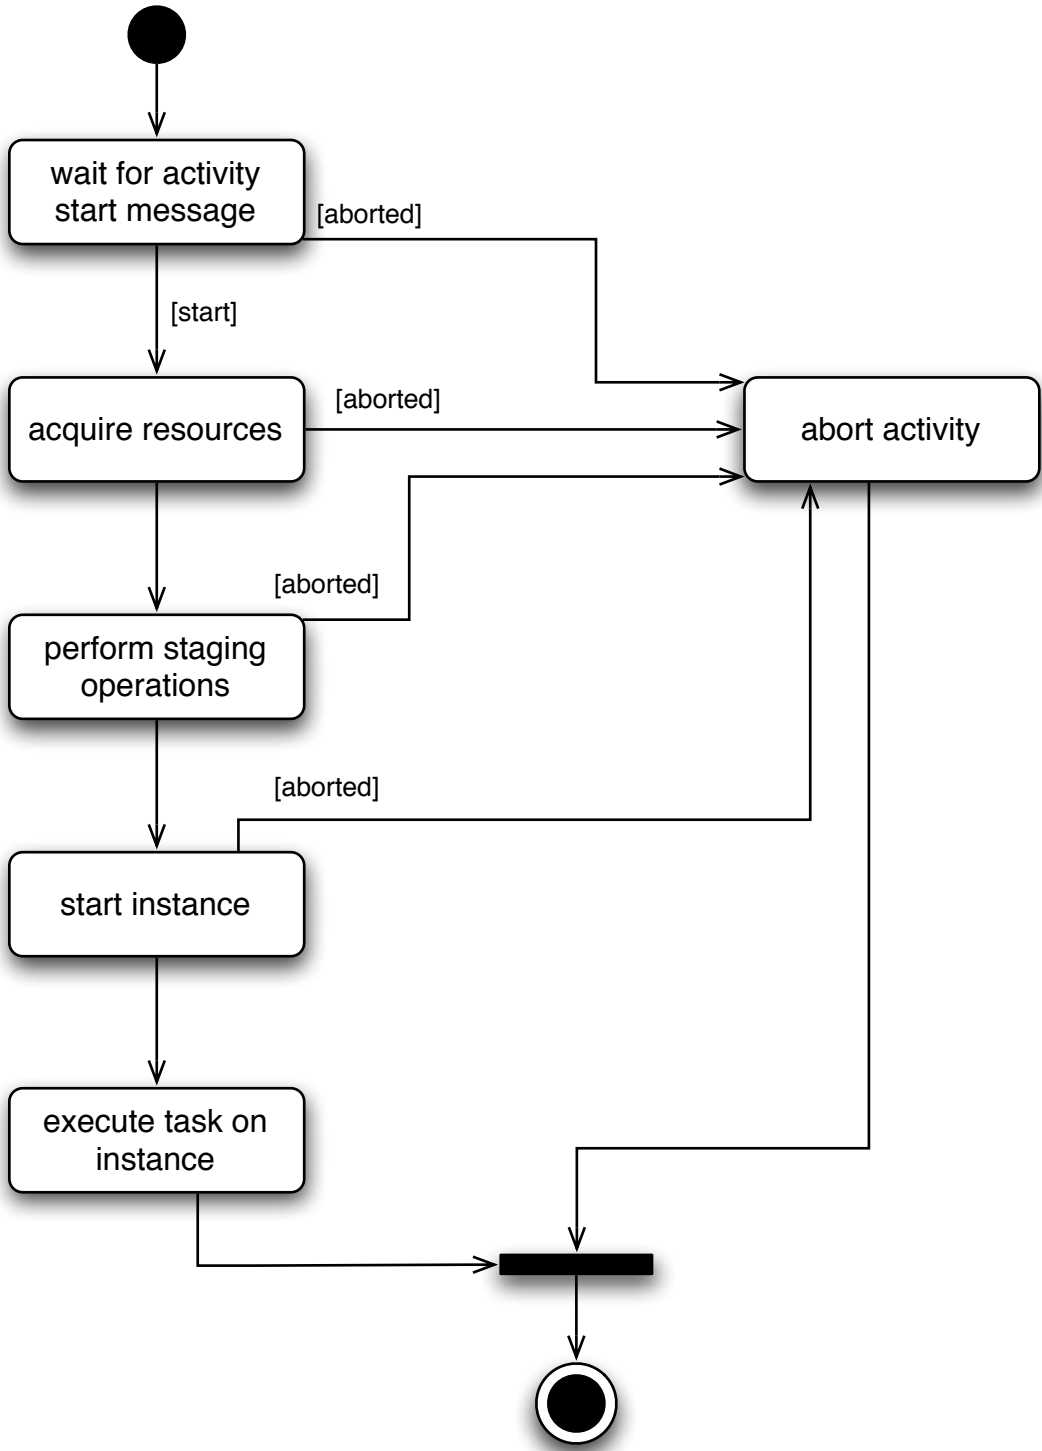 wait for activity
start message
[aborted]
[start]
[aborted]
acquire resources
abort activity
[aborted]
perform staging
operations
[aborted]
start instance
execute task on
instance